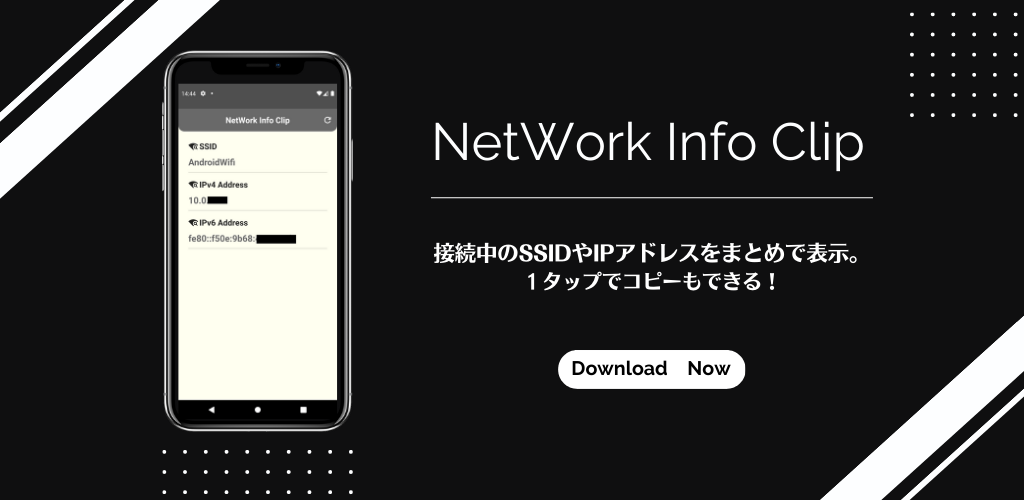 14:44
NetWork Info Clip
SSID
AndroidWifi
IPv4 Address
10.0.
IPv6 Address
fe80::f50e:9b68:
NetWork Info Clip
接続中のSSIDやIPアドレスをまとめて表示。
1タップでコピーもできる！
Download Now